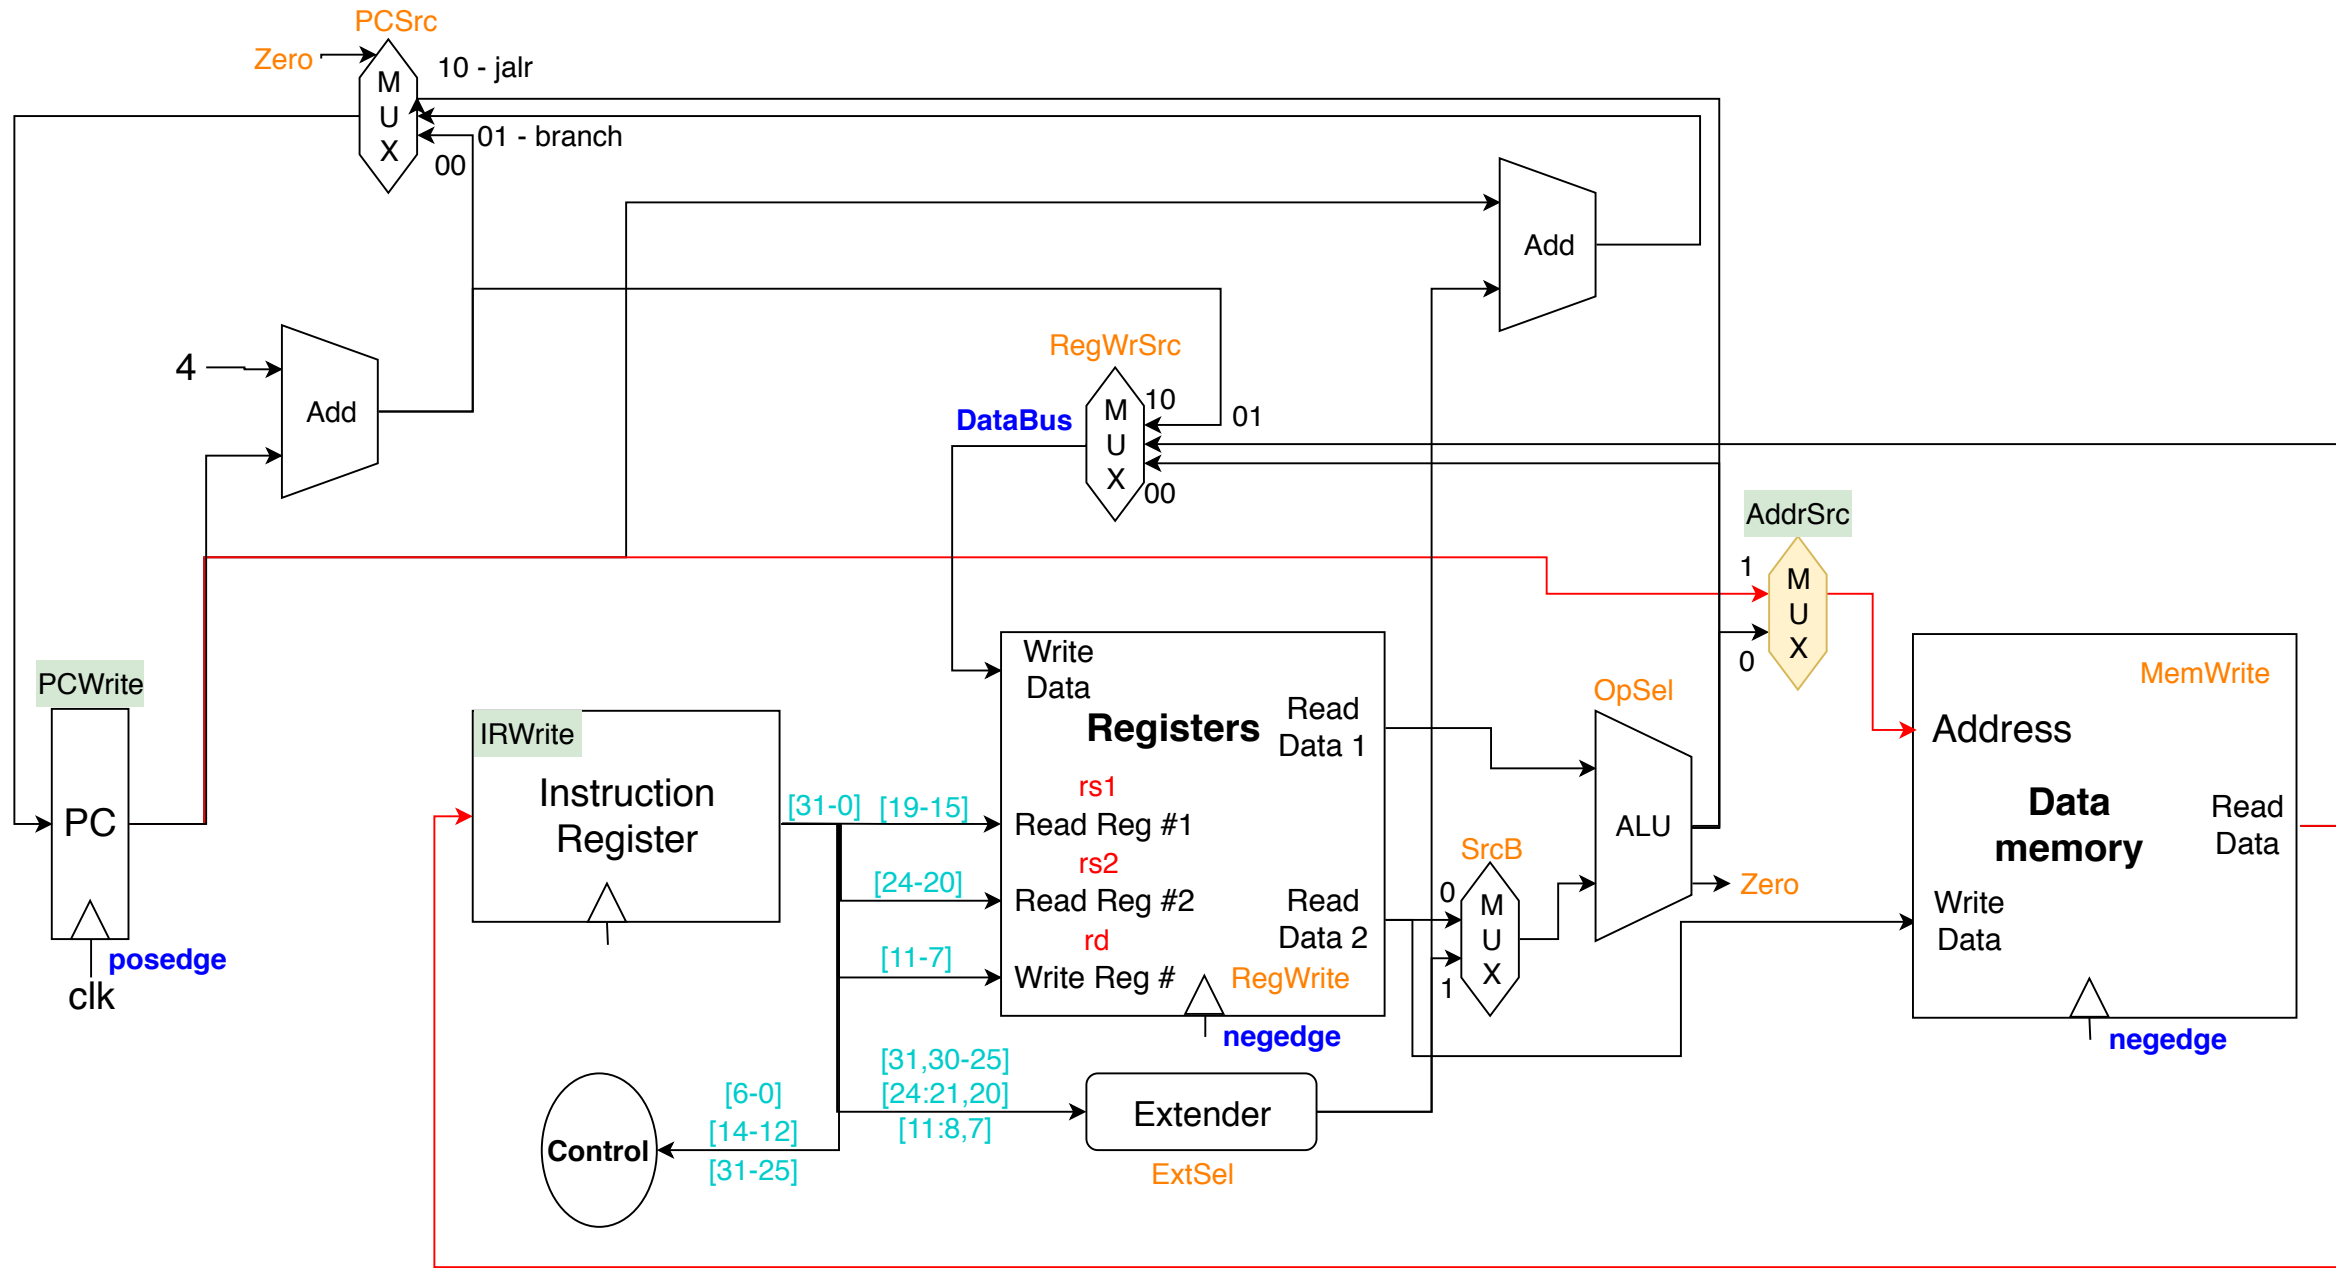 PCSrc
Zero
10 - jalr
M
U
X
01 - branch
00
Add
4
Add
RegWrSrc
DataBus
M
U
X
10
01
00
AddrSrc
1
M
U
X
0
PCWrite
PC
posedge
clk
IRWrite
Instruction
Register
[31-0]
[19-15]
[24-20]
[11-7]
Write
Data
Registers
Read
Data 1
rs1
Read Reg #1
rs2
Read Reg #2
rd
Write Reg #
Read
Data 2
RegWrite
negedge
OpSel
ALU
Zero
SrcB
0
M
U
X
1
MemWrite
Address
Data
memory
Read
Data
Write
Data
negedge
Control
[6-0]
[14-12]
[31-25]
[31,30-25]
[24:21,20]
[11:8,7]
Extender
ExtSel